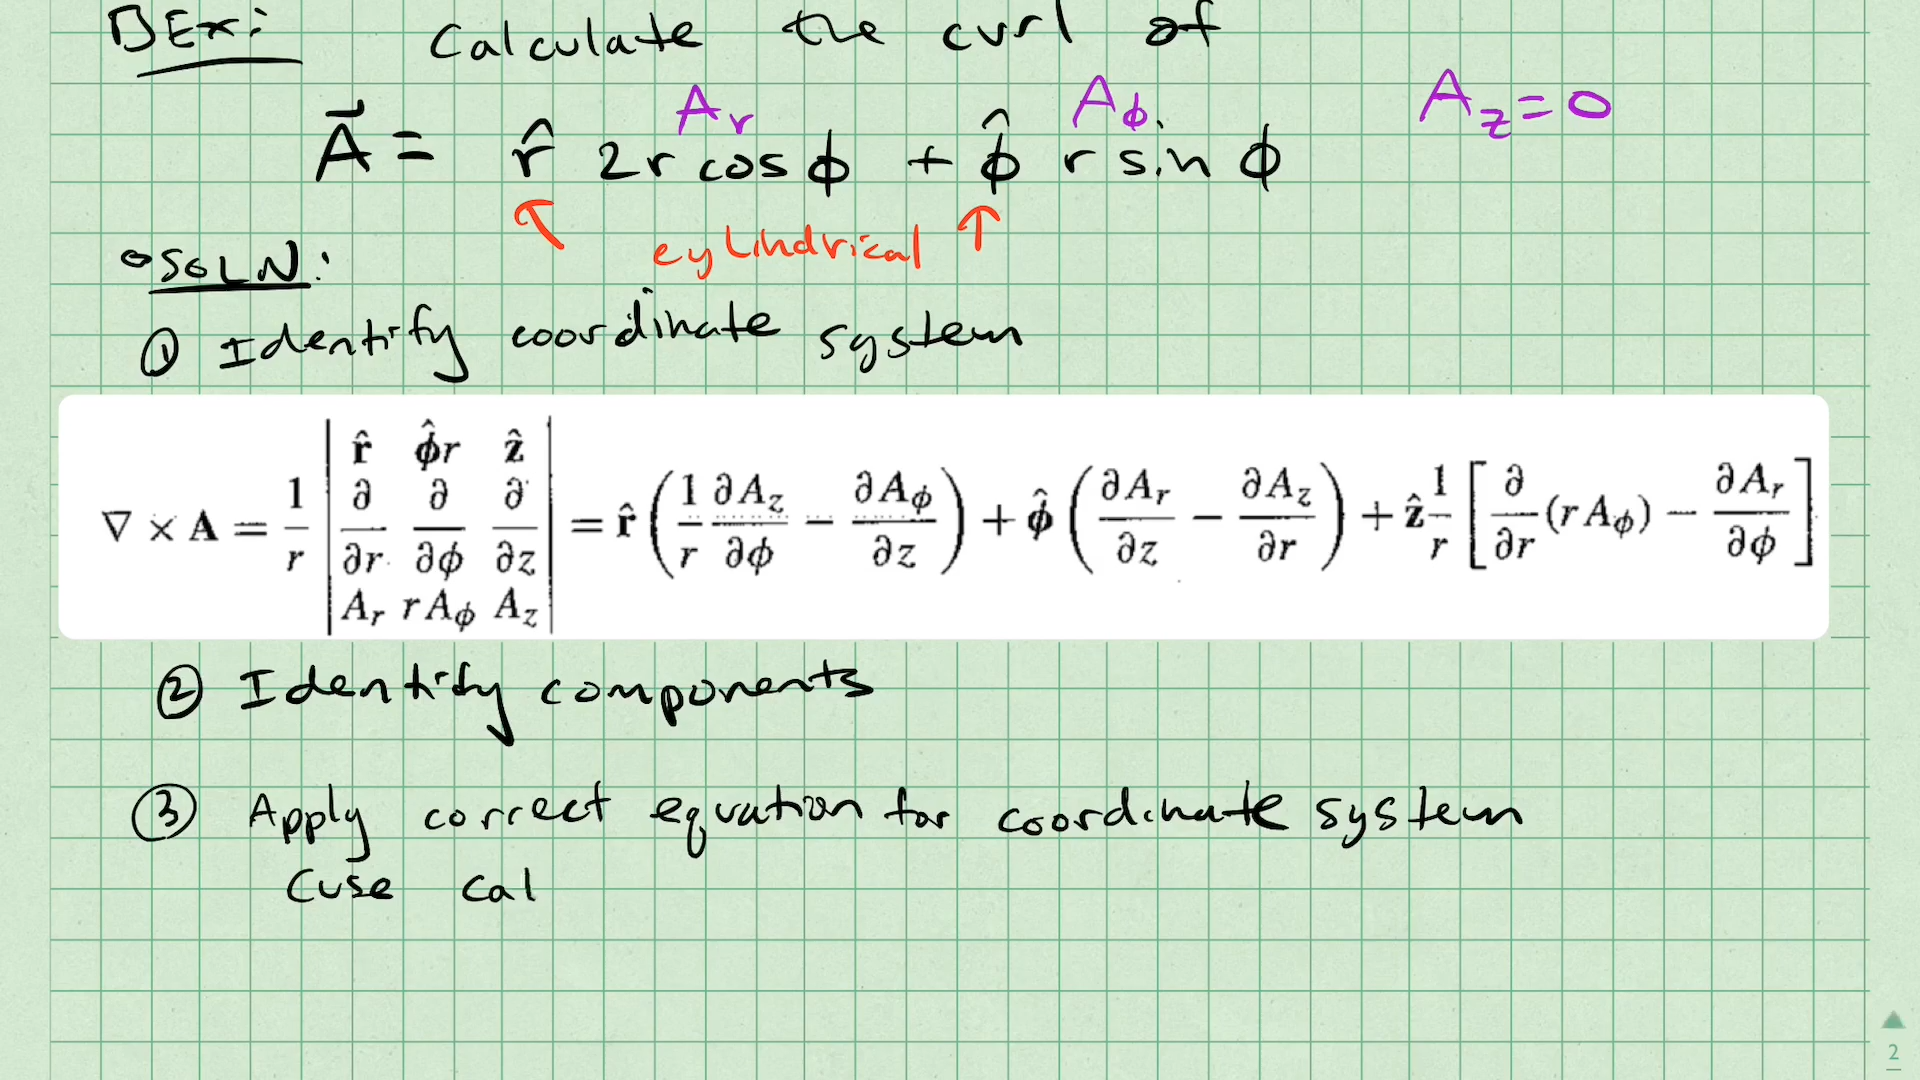 Ex: Calculate the curl of
A_r A_ϕ A_z = 0
A⃗ = r̂ 2r cos ϕ + ϕ̂ r sin ϕ
cylindrical
SOLN:
① Identify coordinate system
∇ × A = 1/r | r̂ ϕ̂r ẑ ; ∂/∂r ∂/∂ϕ ∂/∂z ; A_r rA_ϕ A_z | = r̂ (1/r ∂A_z/∂ϕ − ∂A_ϕ/∂z) + ϕ̂ (∂A_r/∂z − ∂A_z/∂r) + ẑ 1/r [∂/∂r (rA_ϕ) − ∂A_r/∂ϕ]
② Identify components
③ Apply correct equation for coordinate system
(use cal
2